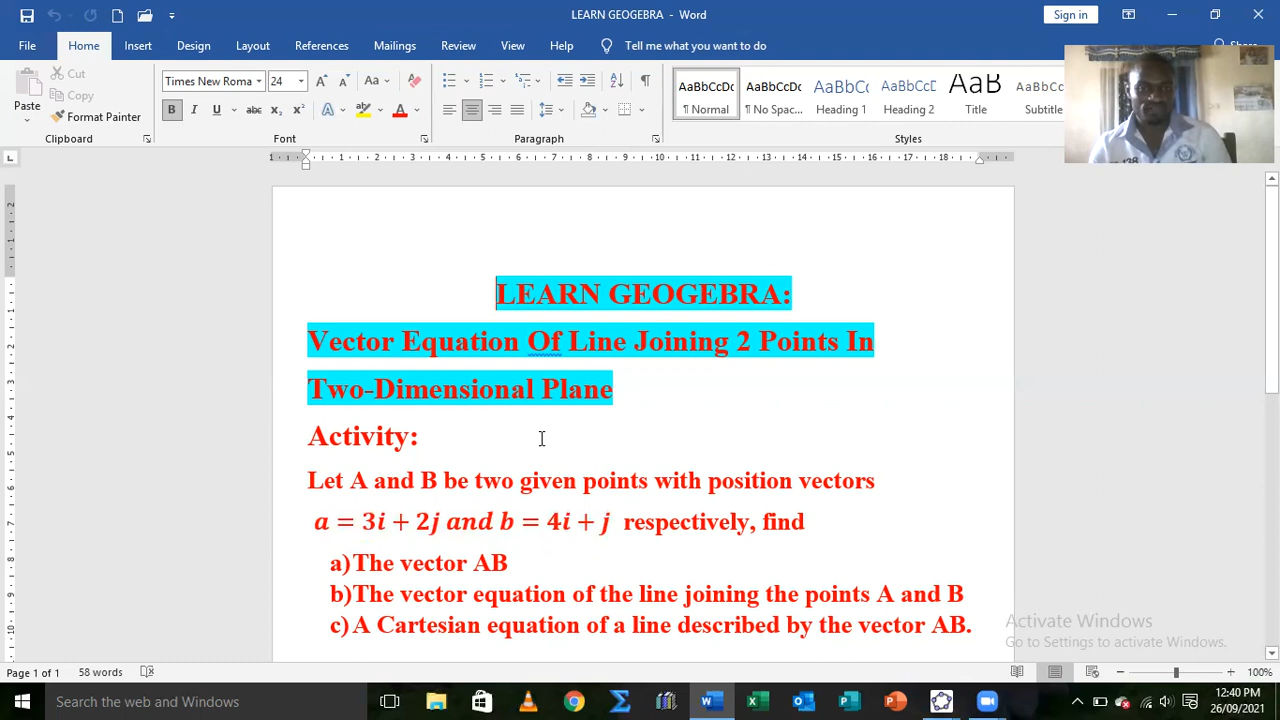 LEARN GEOGEBRA - Word
Sign in
File Home Insert Design Layout References Mailings Review View Help Tell me what you want to do Share
Paste
Cut
Copy
Format Painter
Clipboard
Times New Roma 24
Font
Paragraph
AaBbCcDc AaBbCcDc AaBbC AaBbCcD AaB AaBbCc
¶ Normal ¶ No Spac... Heading 1 Heading 2 Title Subtitle
Styles
LEARN GEOGEBRA:
Vector Equation Of Line Joining 2 Points In
Two-Dimensional Plane
Activity:
Let A and B be two given points with position vectors
a = 3i + 2j and b = 4i + j respectively, find
a) The vector AB
b) The vector equation of the line joining the points A and B
c) A Cartesian equation of a line described by the vector AB.
Activate Windows
Go to Settings to activate Windows.
Page 1 of 1 58 words
100%
Search the web and Windows
12:40 PM
26/09/2021